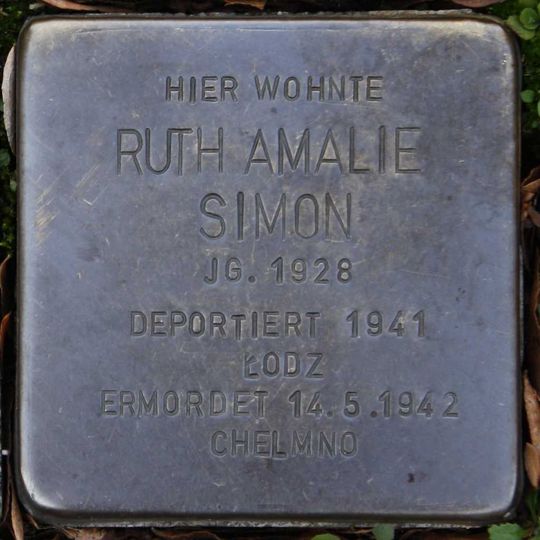 HIER WOHNTE
RUTH AMALIE
SIMON
JG. 1928
DEPORTIERT 1941
ŁODZ
ERMORDET 14.5.1942
CHELMNO